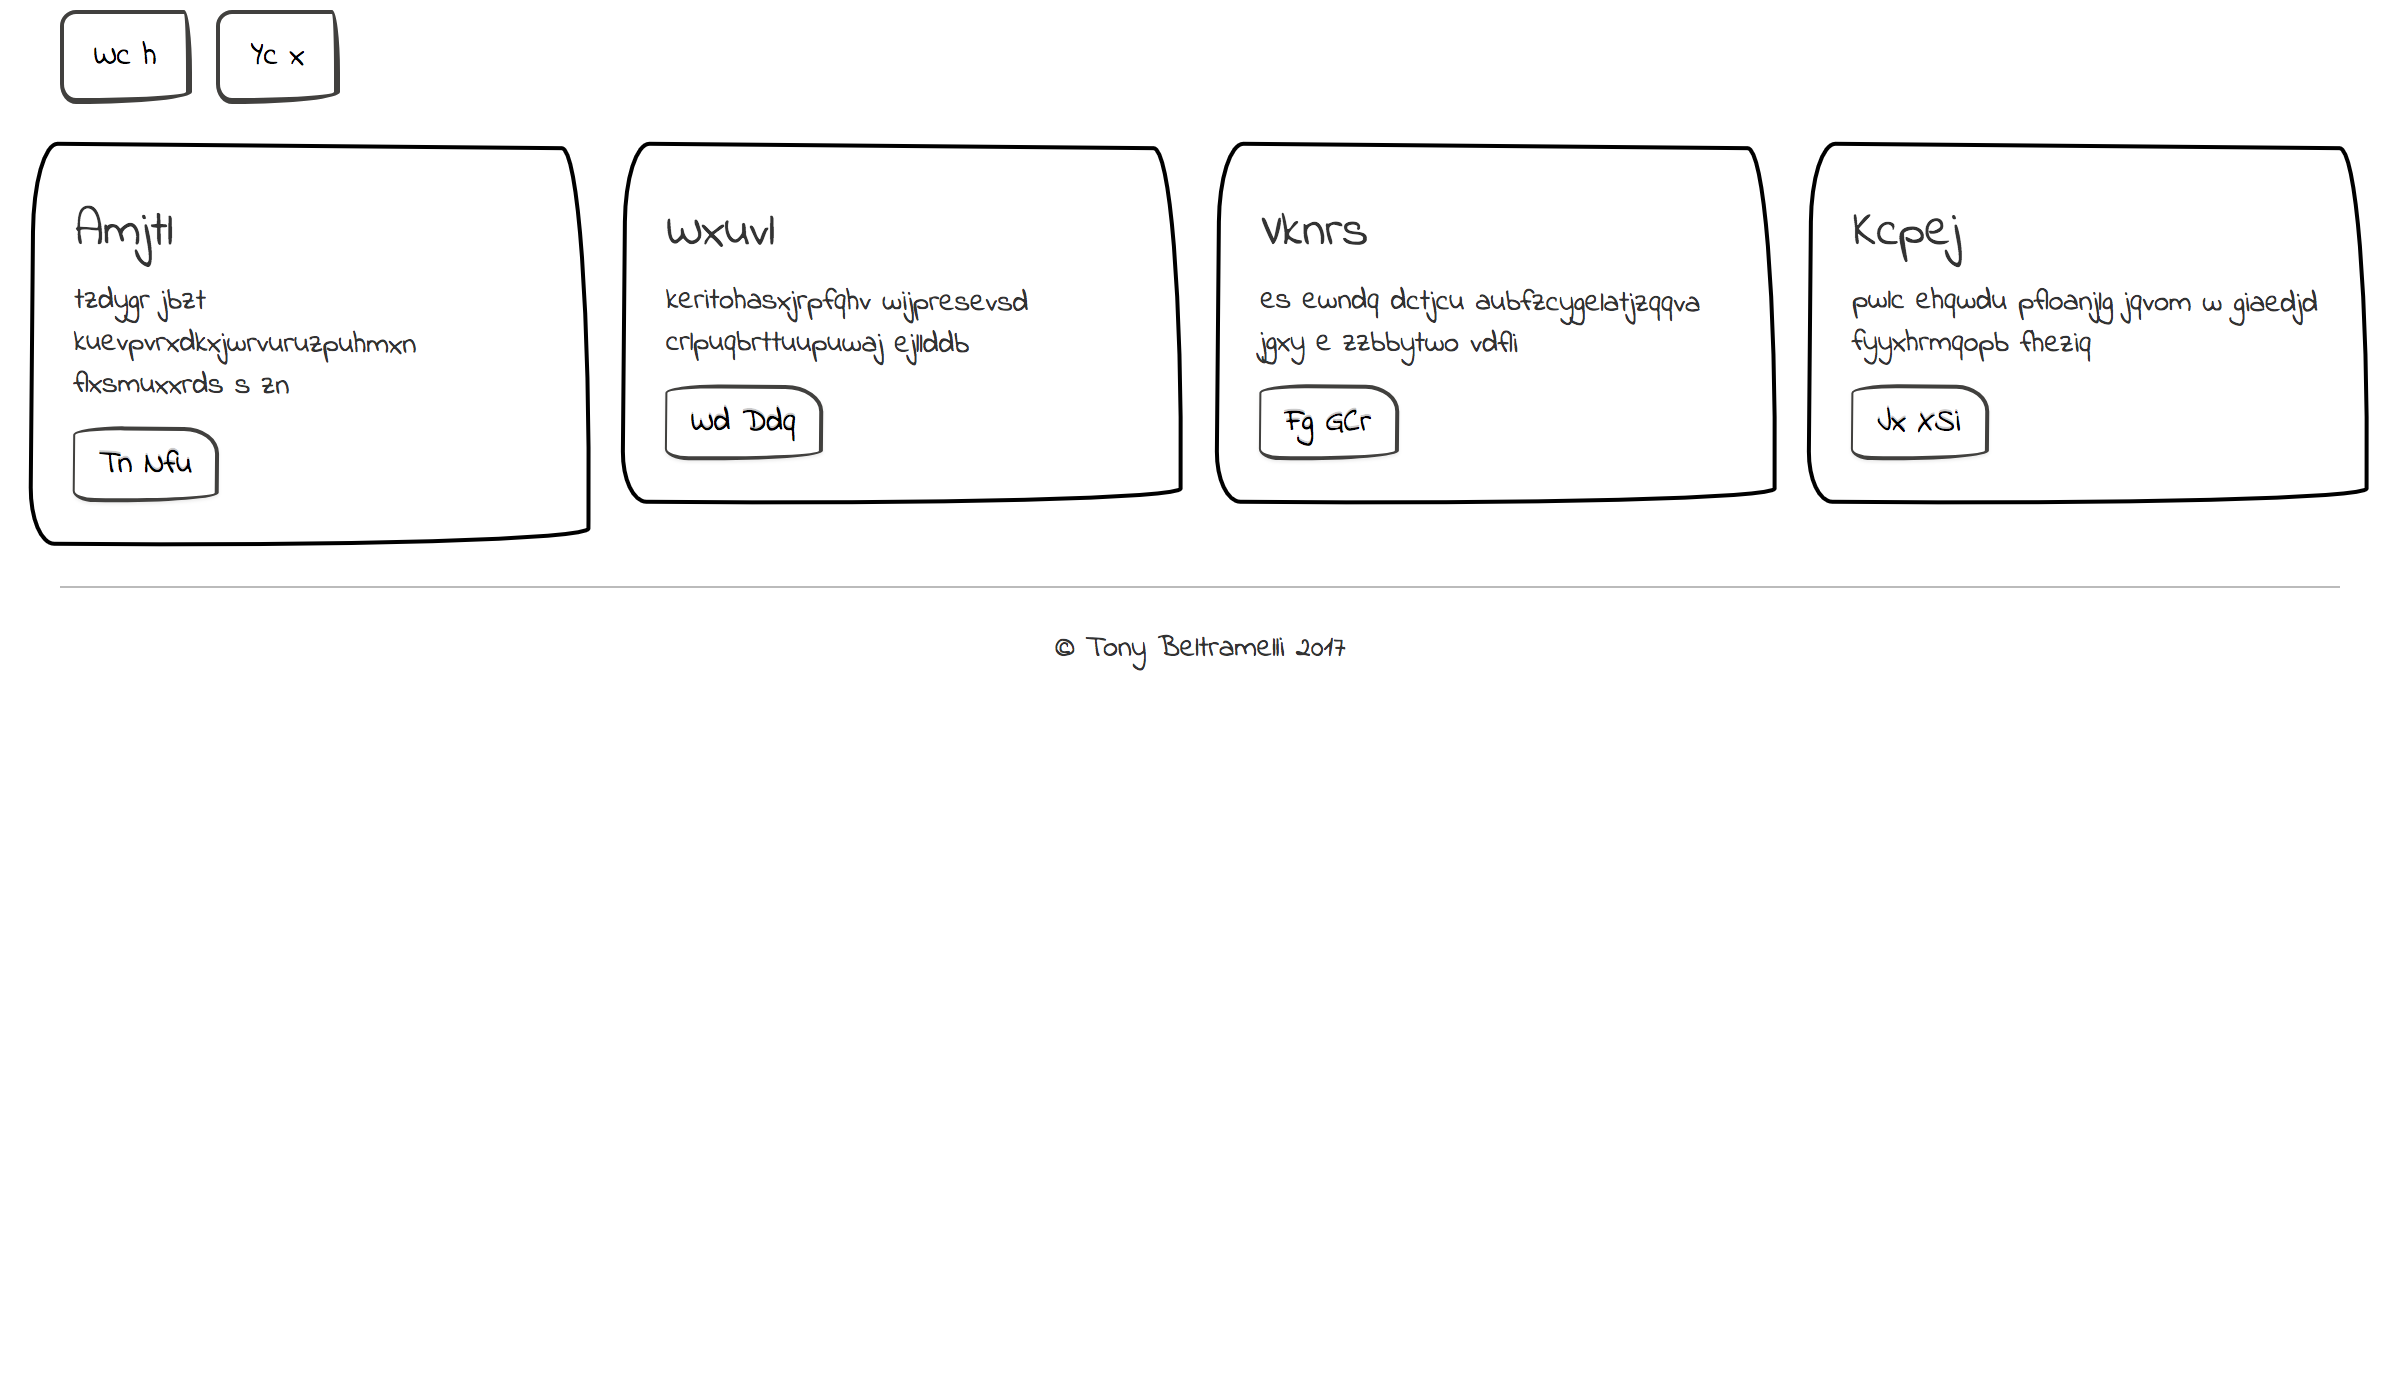 Wc h
Yc x
Amjtl
tzdygr jbzt
kuevpvrxdkxjwrvuruzpuhmxn
flxsmuxxrds s zn
Tn Nfu
Wxuvl
keritohasxjrpfqhv wijpresevsd
crlpuqbrttuupuwaj ejllddb
Wd Ddq
Vknrs
es ewndq dctjcu aubfzcygelatjzqqva
jgxy e zzbbytwo vdfli
Fg GCr
Kcpej
pwlc ehqwdu pfloanjlg jqvom w giaedjd
fyyxhrmqopb fheziq
Jx XSi
© Tony Beltramelli 2017